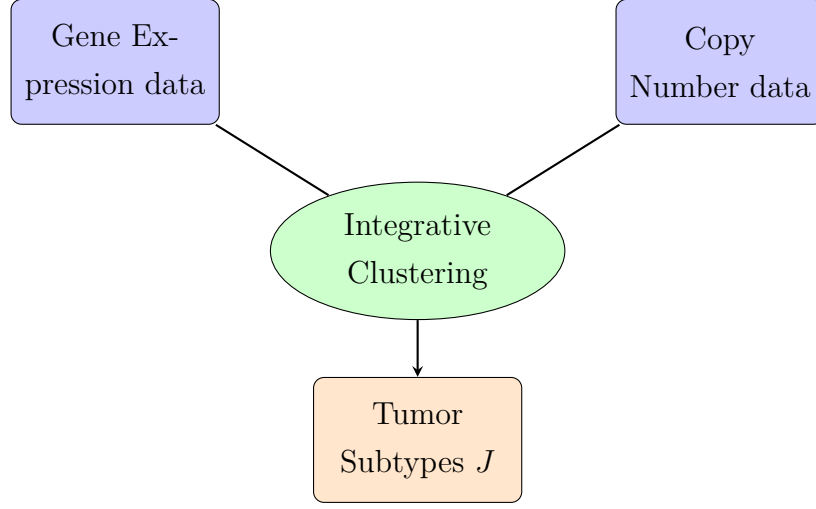 Gene Ex-
pression data
Copy
Number data
Integrative
Clustering
Tumor
Subtypes J